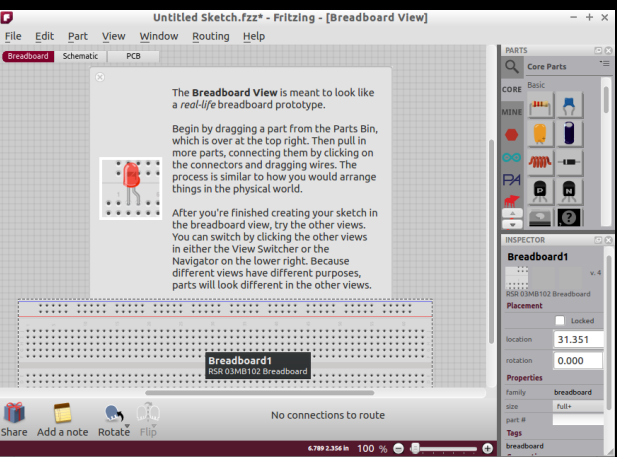 Untitled Sketch.fzz* - Fritzing - [Breadboard View]
File Edit Part View Window Routing Help
Breadboard Schematic PCB
The Breadboard View is meant to look like
a real-life breadboard prototype.
Begin by dragging a part from the Parts Bin,
which is over at the top right. Then pull in
more parts, connecting them by clicking on
the connectors and dragging wires. The
process is similar to how you would arrange
things in the physical world.
After you're finished creating your sketch in
the breadboard view, try the other views.
You can switch by clicking the other views
in either the View Switcher or the
Navigator on the lower right. Because
different views have different purposes,
parts will look different in the other views.
Breadboard1
RSR 03MB102 Breadboard
Share Add a note Rotate Flip
No connections to route
6.789 2.356 in 100 %
PARTS
Core Parts
CORE
Basic
MINE
P
N
INSPECTOR
Breadboard1
v. 4
RSR 03MB102 Breadboard
Placement
Locked
location 31.351
rotation 0.000
Properties
family breadboard
size full+
part #
Tags
breadboard